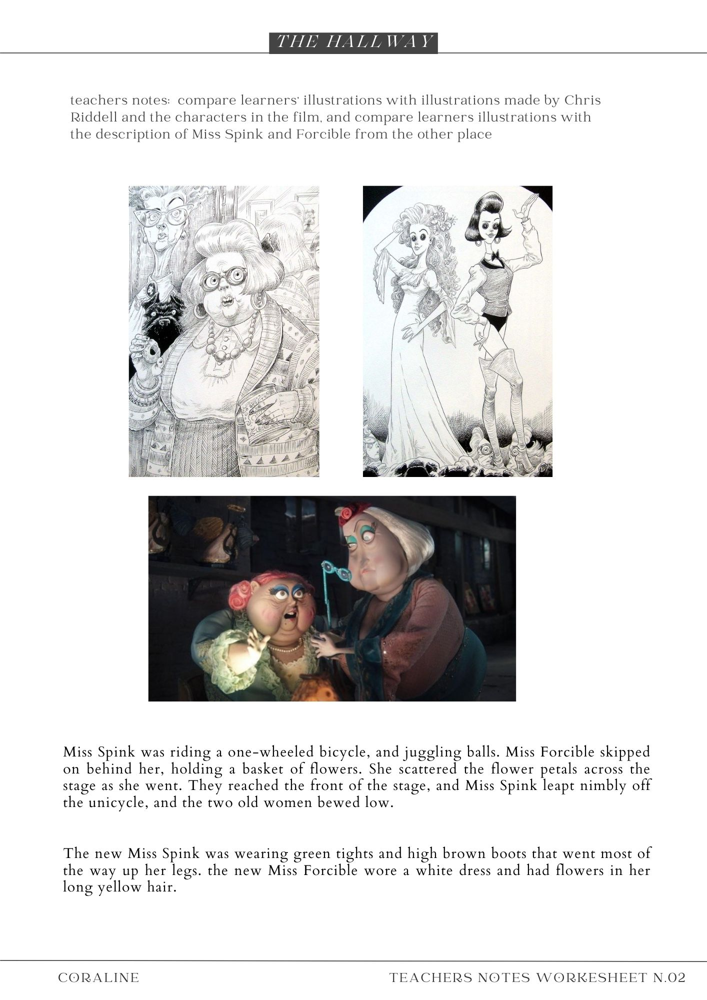 THE HALLWAY
teachers notes:  compare learners' illustrations with illustrations made by Chris
Riddell and the characters in the film, and compare learners illustrations with
the description of Miss Spink and Forcible from the other place
Miss Spink was riding a one-wheeled bicycle, and juggling balls. Miss Forcible skipped
on behind her, holding a basket of flowers. She scattered the flower petals across the
stage as she went. They reached the front of the stage, and Miss Spink leapt nimbly off
the unicycle, and the two old women bewed low.
The new Miss Spink was wearing green tights and high brown boots that went most of
the way up her legs. the new Miss Forcible wore a white dress and had flowers in her
long yellow hair.
CORALINE
TEACHERS NOTES WORKESHEET N.02